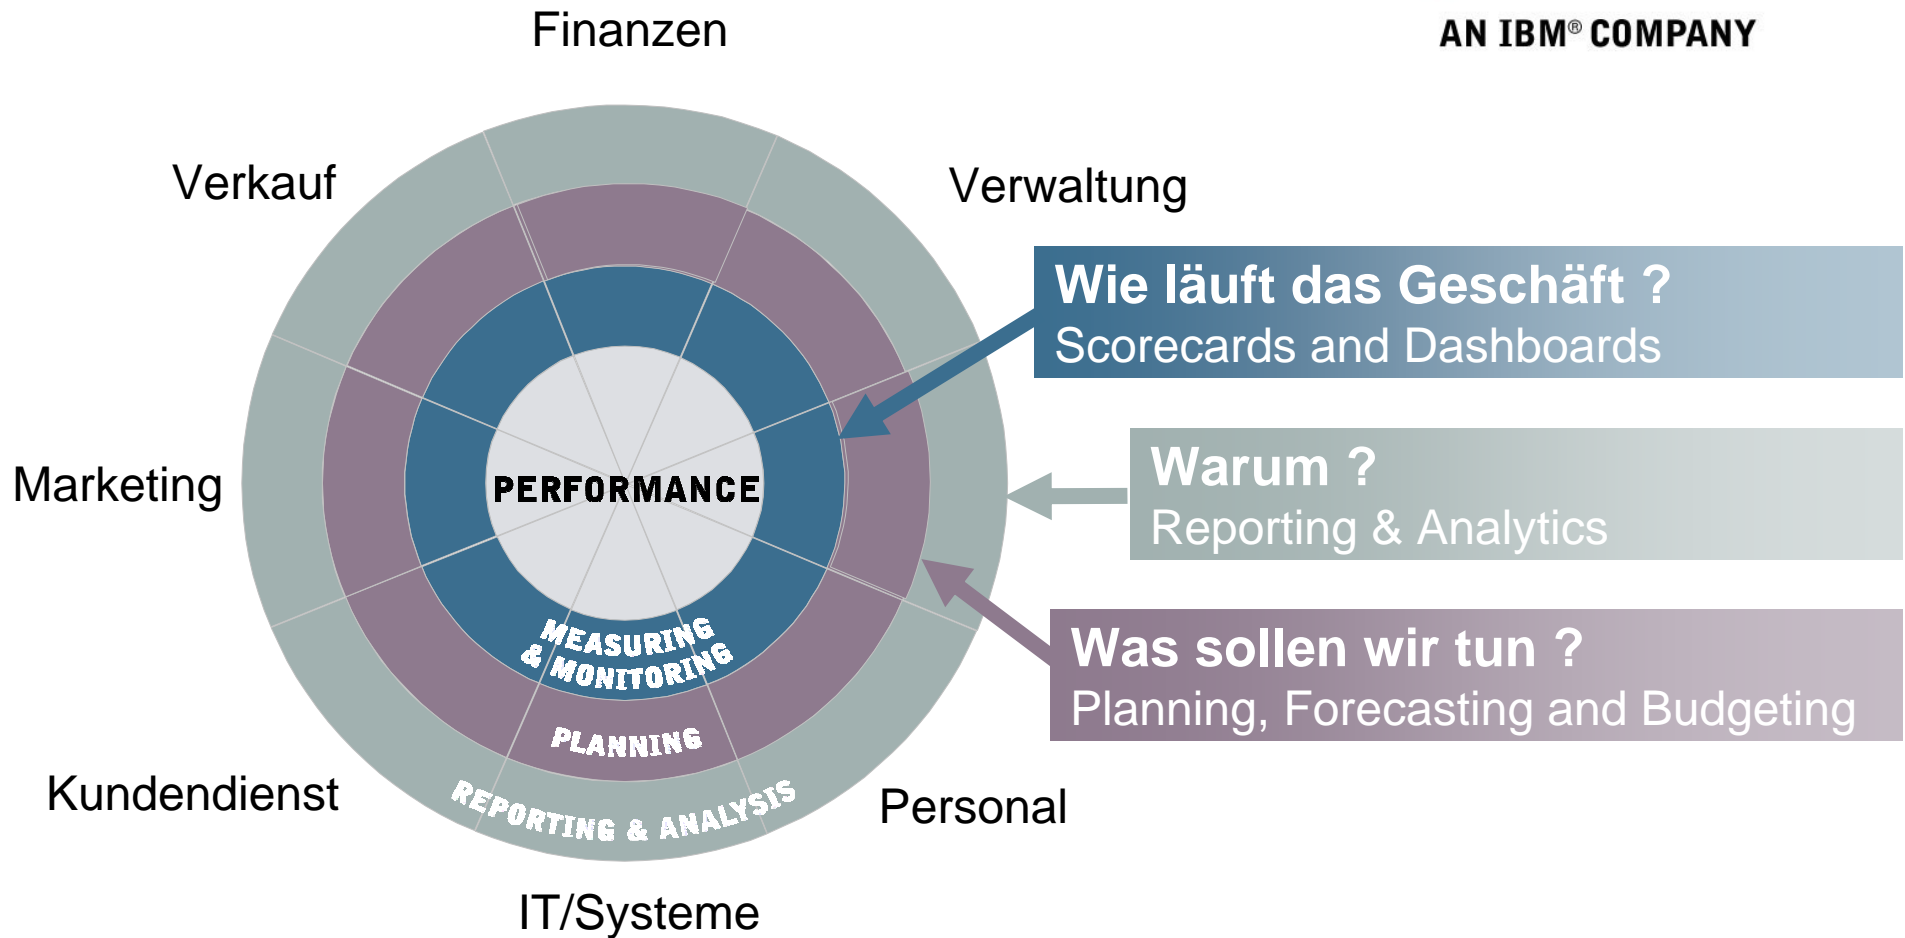 Finanzen
AN IBM® COMPANY
Verkauf
Verwaltung
Wie läuft das Geschäft ?
Scorecards and Dashboards
Marketing
PERFORMANCE
Warum ?
Reporting & Analytics
MEASURING
& MONITORING
Was sollen wir tun ?
Planning, Forecasting and Budgeting
PLANNING
Kundendienst
REPORTING & ANALYSIS
Personal
IT/Systeme